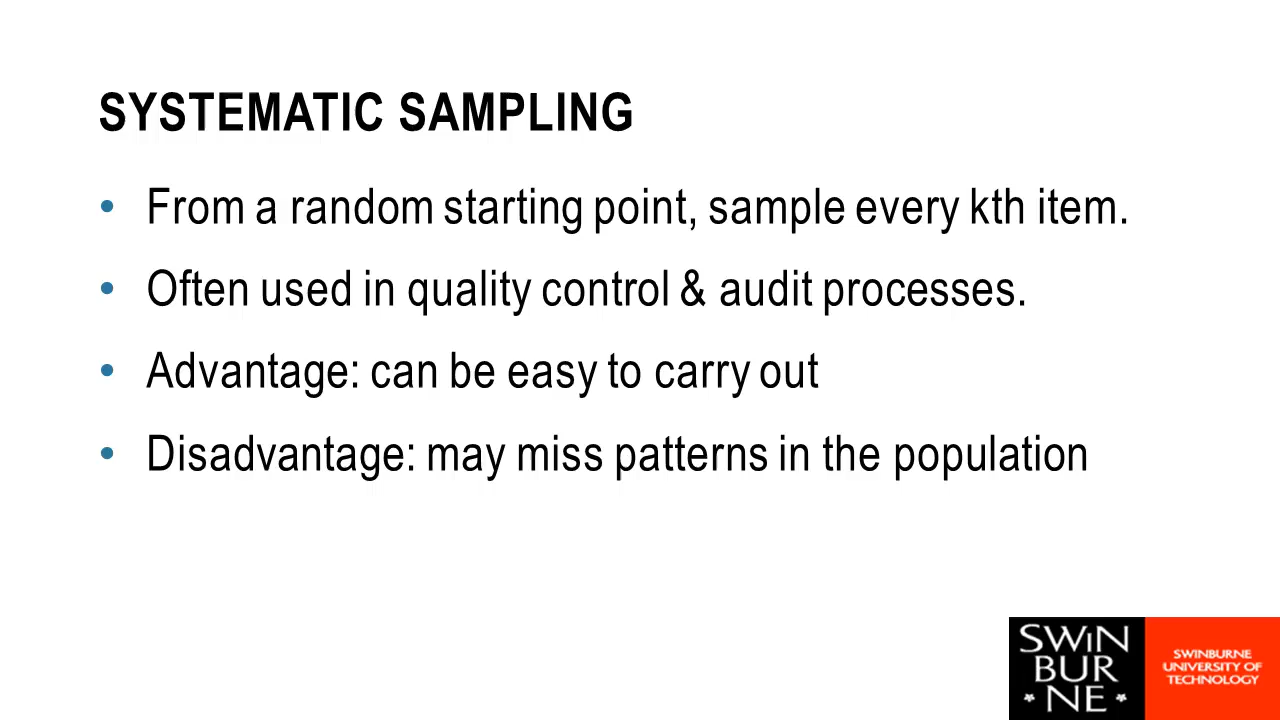 SYSTEMATIC SAMPLING
• From a random starting point, sample every kth item.
• Often used in quality control & audit processes.
• Advantage: can be easy to carry out
• Disadvantage: may miss patterns in the population
SWiN
BUR
* NE *
SWINBURNE
UNIVERSITY OF
TECHNOLOGY